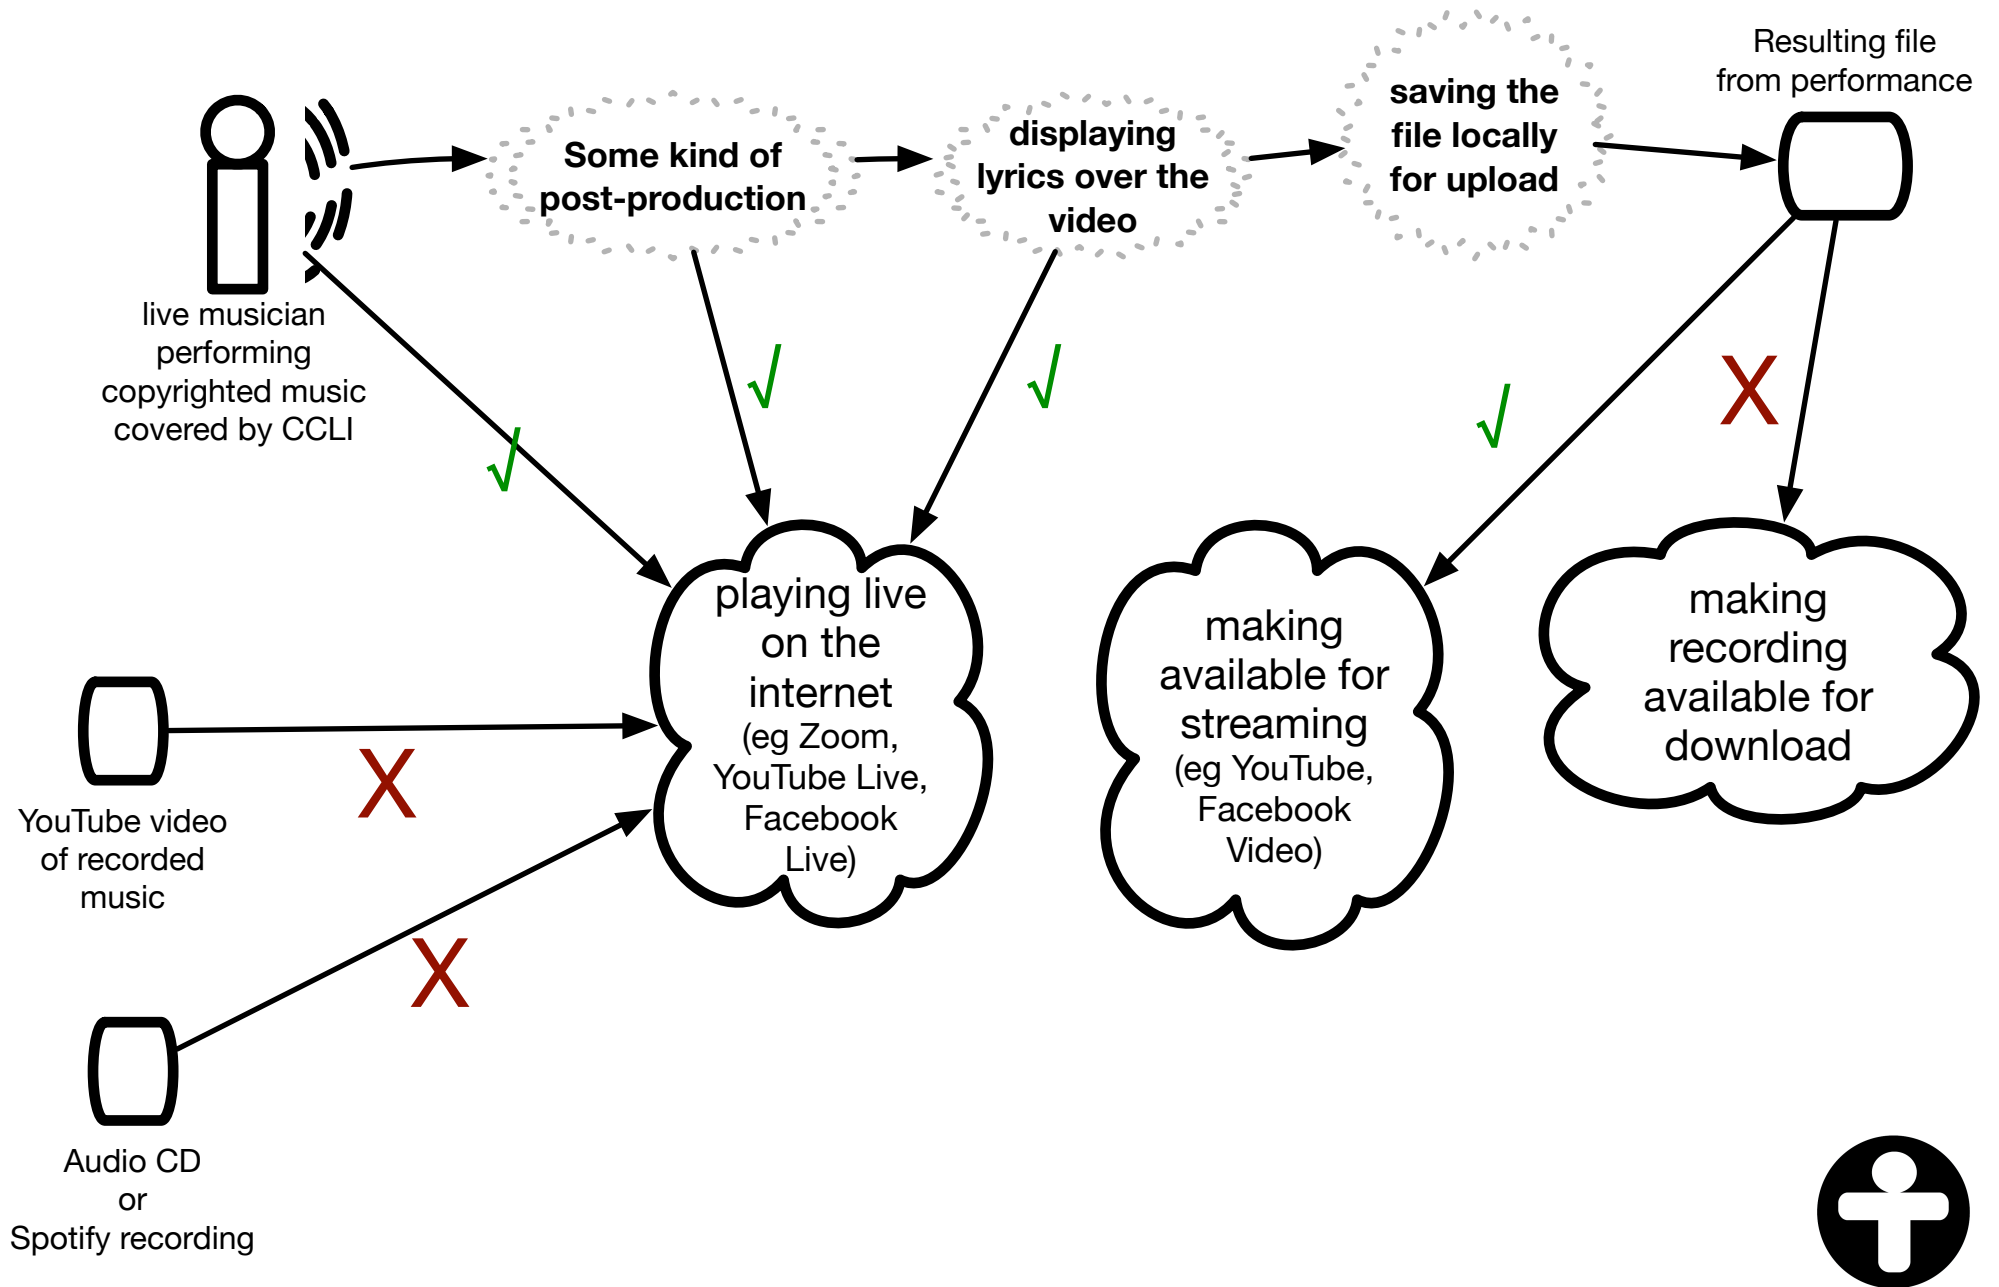 Resulting file
from performance
saving the
file locally
for upload
displaying
lyrics over the
video
Some kind of
post-production
live musician
performing
copyrighted music
covered by CCLI
√
√
√
√
X
playing live
on the
internet
(eg Zoom,
YouTube Live,
Facebook
Live)
making
available for
streaming
(eg YouTube,
Facebook
Video)
making
recording
available for
download
X
YouTube video
of recorded
music
X
Audio CD
or
Spotify recording